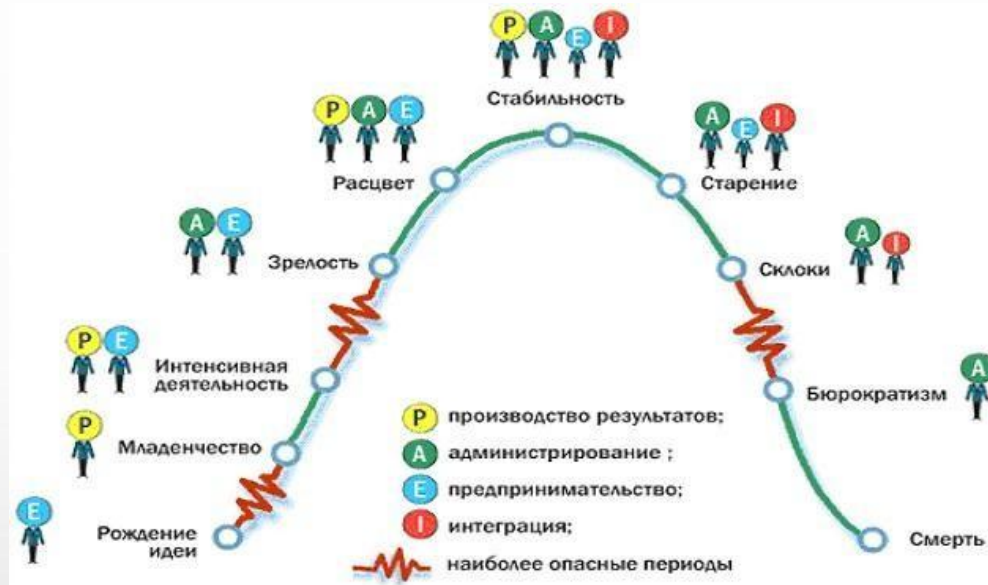 P A E I
Стабильность
P A E
Расцвет
A E I
Старение
A E
Зрелость
A I
Склоки
P E
Интенсивная
деятельность
A
Бюрократизм
P
Младенчество
P производство результатов;
A администрирование ;
E предпринимательство;
I интеграция;
наиболее опасные периоды
E
Рождение
идеи
Смерть